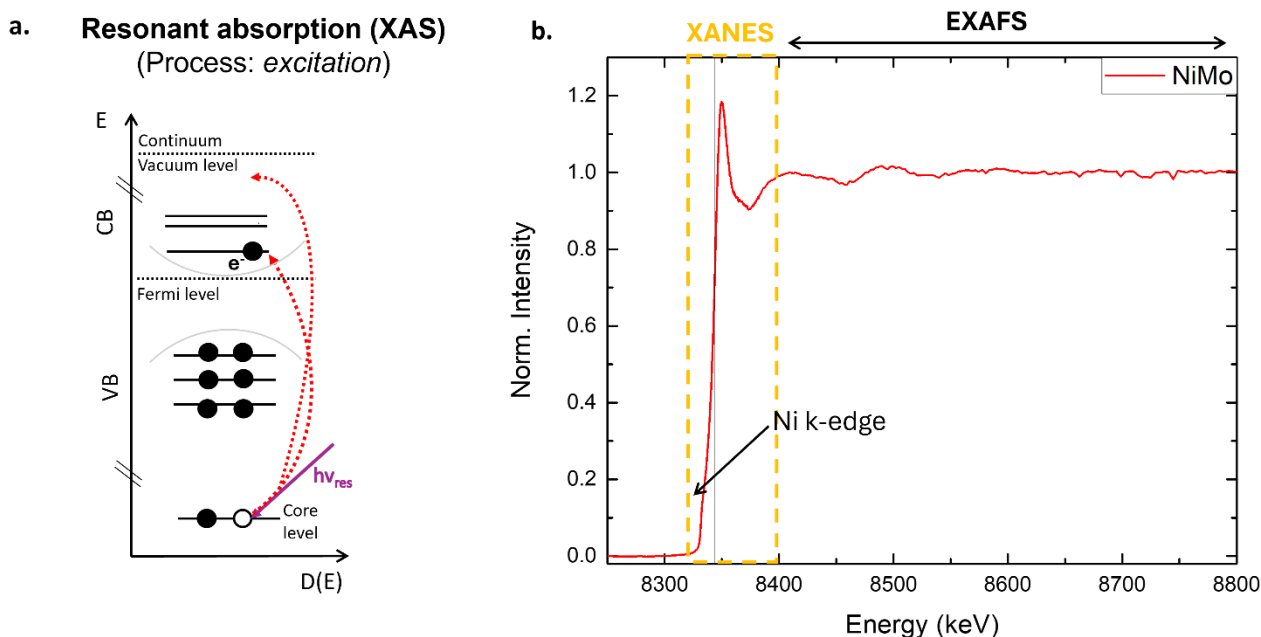 a.
Resonant absorption (XAS)
(Process: excitation)
E
Continuum
Vacuum level
CB
e-
Fermi level
VB
hνres
Core
level
D(E)
b.
XANES
EXAFS
NiMo
1.2
1.0
0.8
0.6
0.4
0.2
0.0
Norm. Intensity
Ni k-edge
8300
8400
8500
8600
8700
8800
Energy (keV)